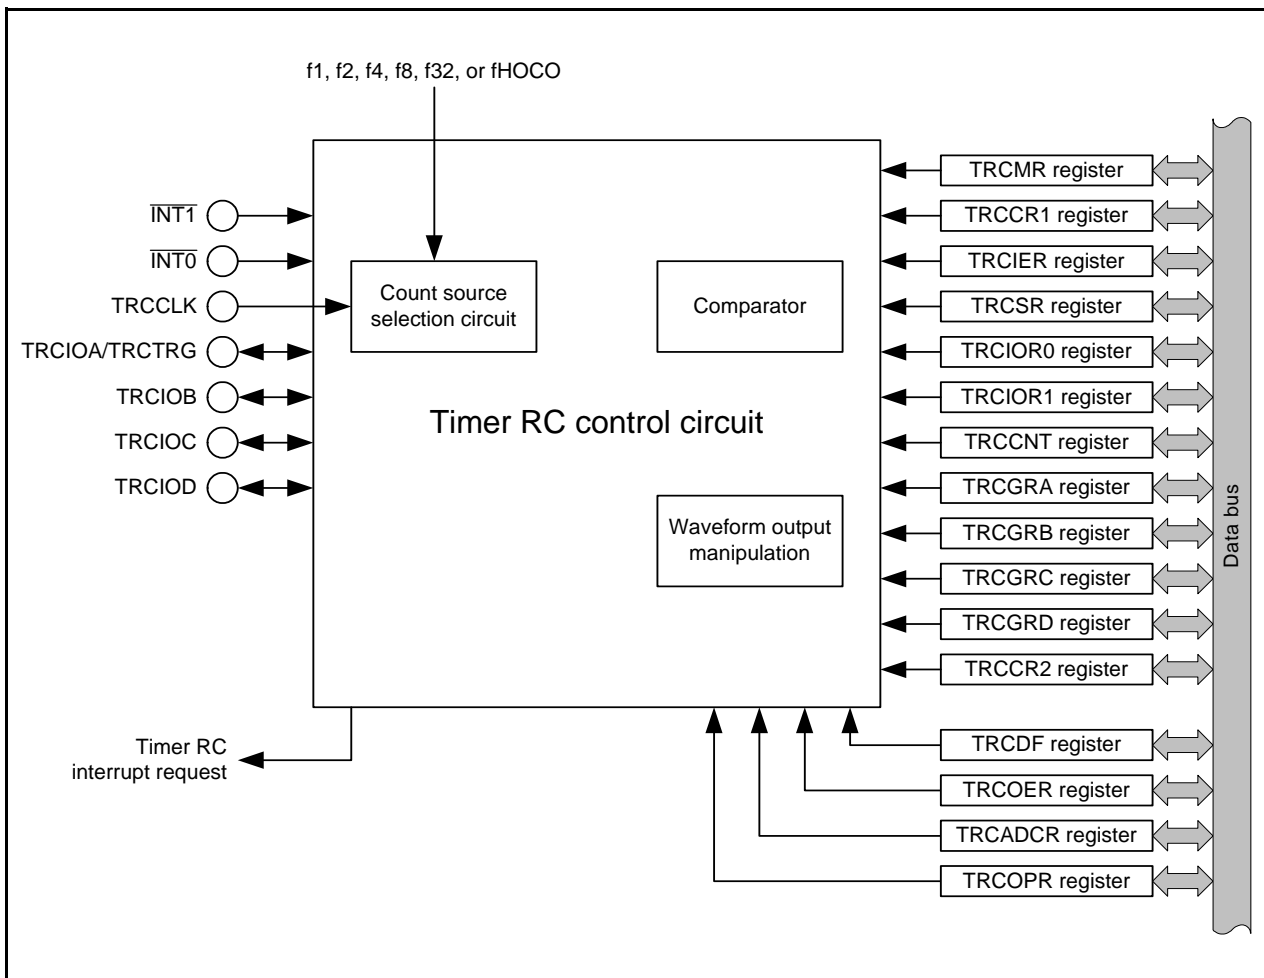 f1, f2, f4, f8, f32, or fHOCO
INT1
INT0
TRCCLK
TRCIOA/TRCTRG
TRCIOB
TRCIOC
TRCIOD
Count source
selection circuit
Comparator
Timer RC control circuit
Waveform output
manipulation
Timer RC
interrupt request
TRCMR register
TRCCR1 register
TRCIER register
TRCSR register
TRCIOR0 register
TRCIOR1 register
TRCCNT register
TRCGRA register
TRCGRB register
TRCGRC register
TRCGRD register
TRCCR2 register
TRCDF register
TRCOER register
TRCADCR register
TRCOPR register
Data bus